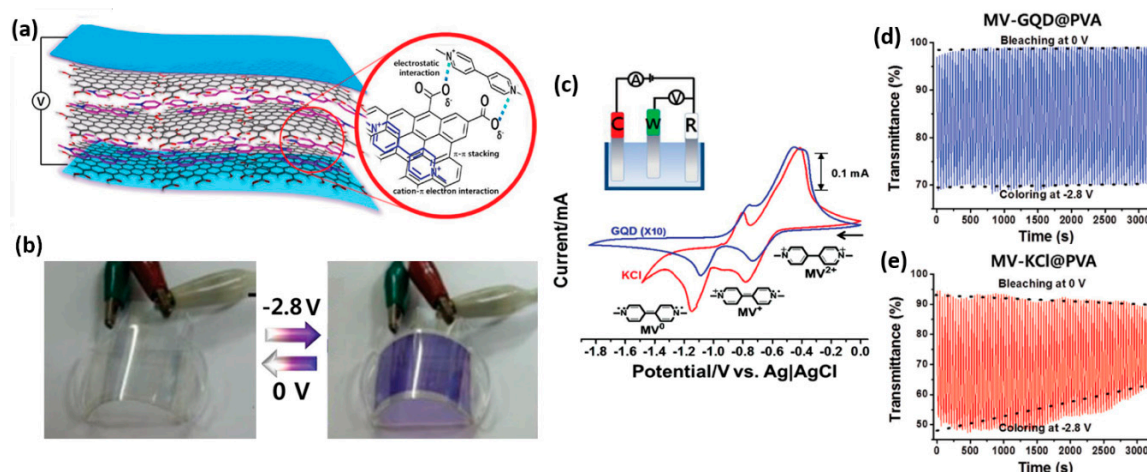 (a)
V
electrostatic
interaction
N⁺
N⁺
O
O
δ⁻
O
O
δ⁻
π-π stacking
N⁺
N⁺
cation-π electron interaction
(b)
-2.8 V
0 V
(c)
A
V
C
W
R
0.1 mA
GQD (X10)
KCl
MV²⁺
MV⁺
MV⁰
Current/mA
-1.8 -1.6 -1.4 -1.2 -1.0 -0.8 -0.6 -0.4 -0.2 0.0
Potential/V vs. Ag|AgCl
(d)
MV-GQD@PVA
Bleaching at 0 V
100
90
80
70
Coloring at -2.8 V
Transmittance (%)
0 500 1000 1500 2000 2500 3000
Time (s)
(e)
MV-KCl@PVA
Bleaching at 0 V
100
90
80
70
60
50
Coloring at -2.8 V
Transmittance (%)
0 500 1000 1500 2000 2500 3000
Time (s)